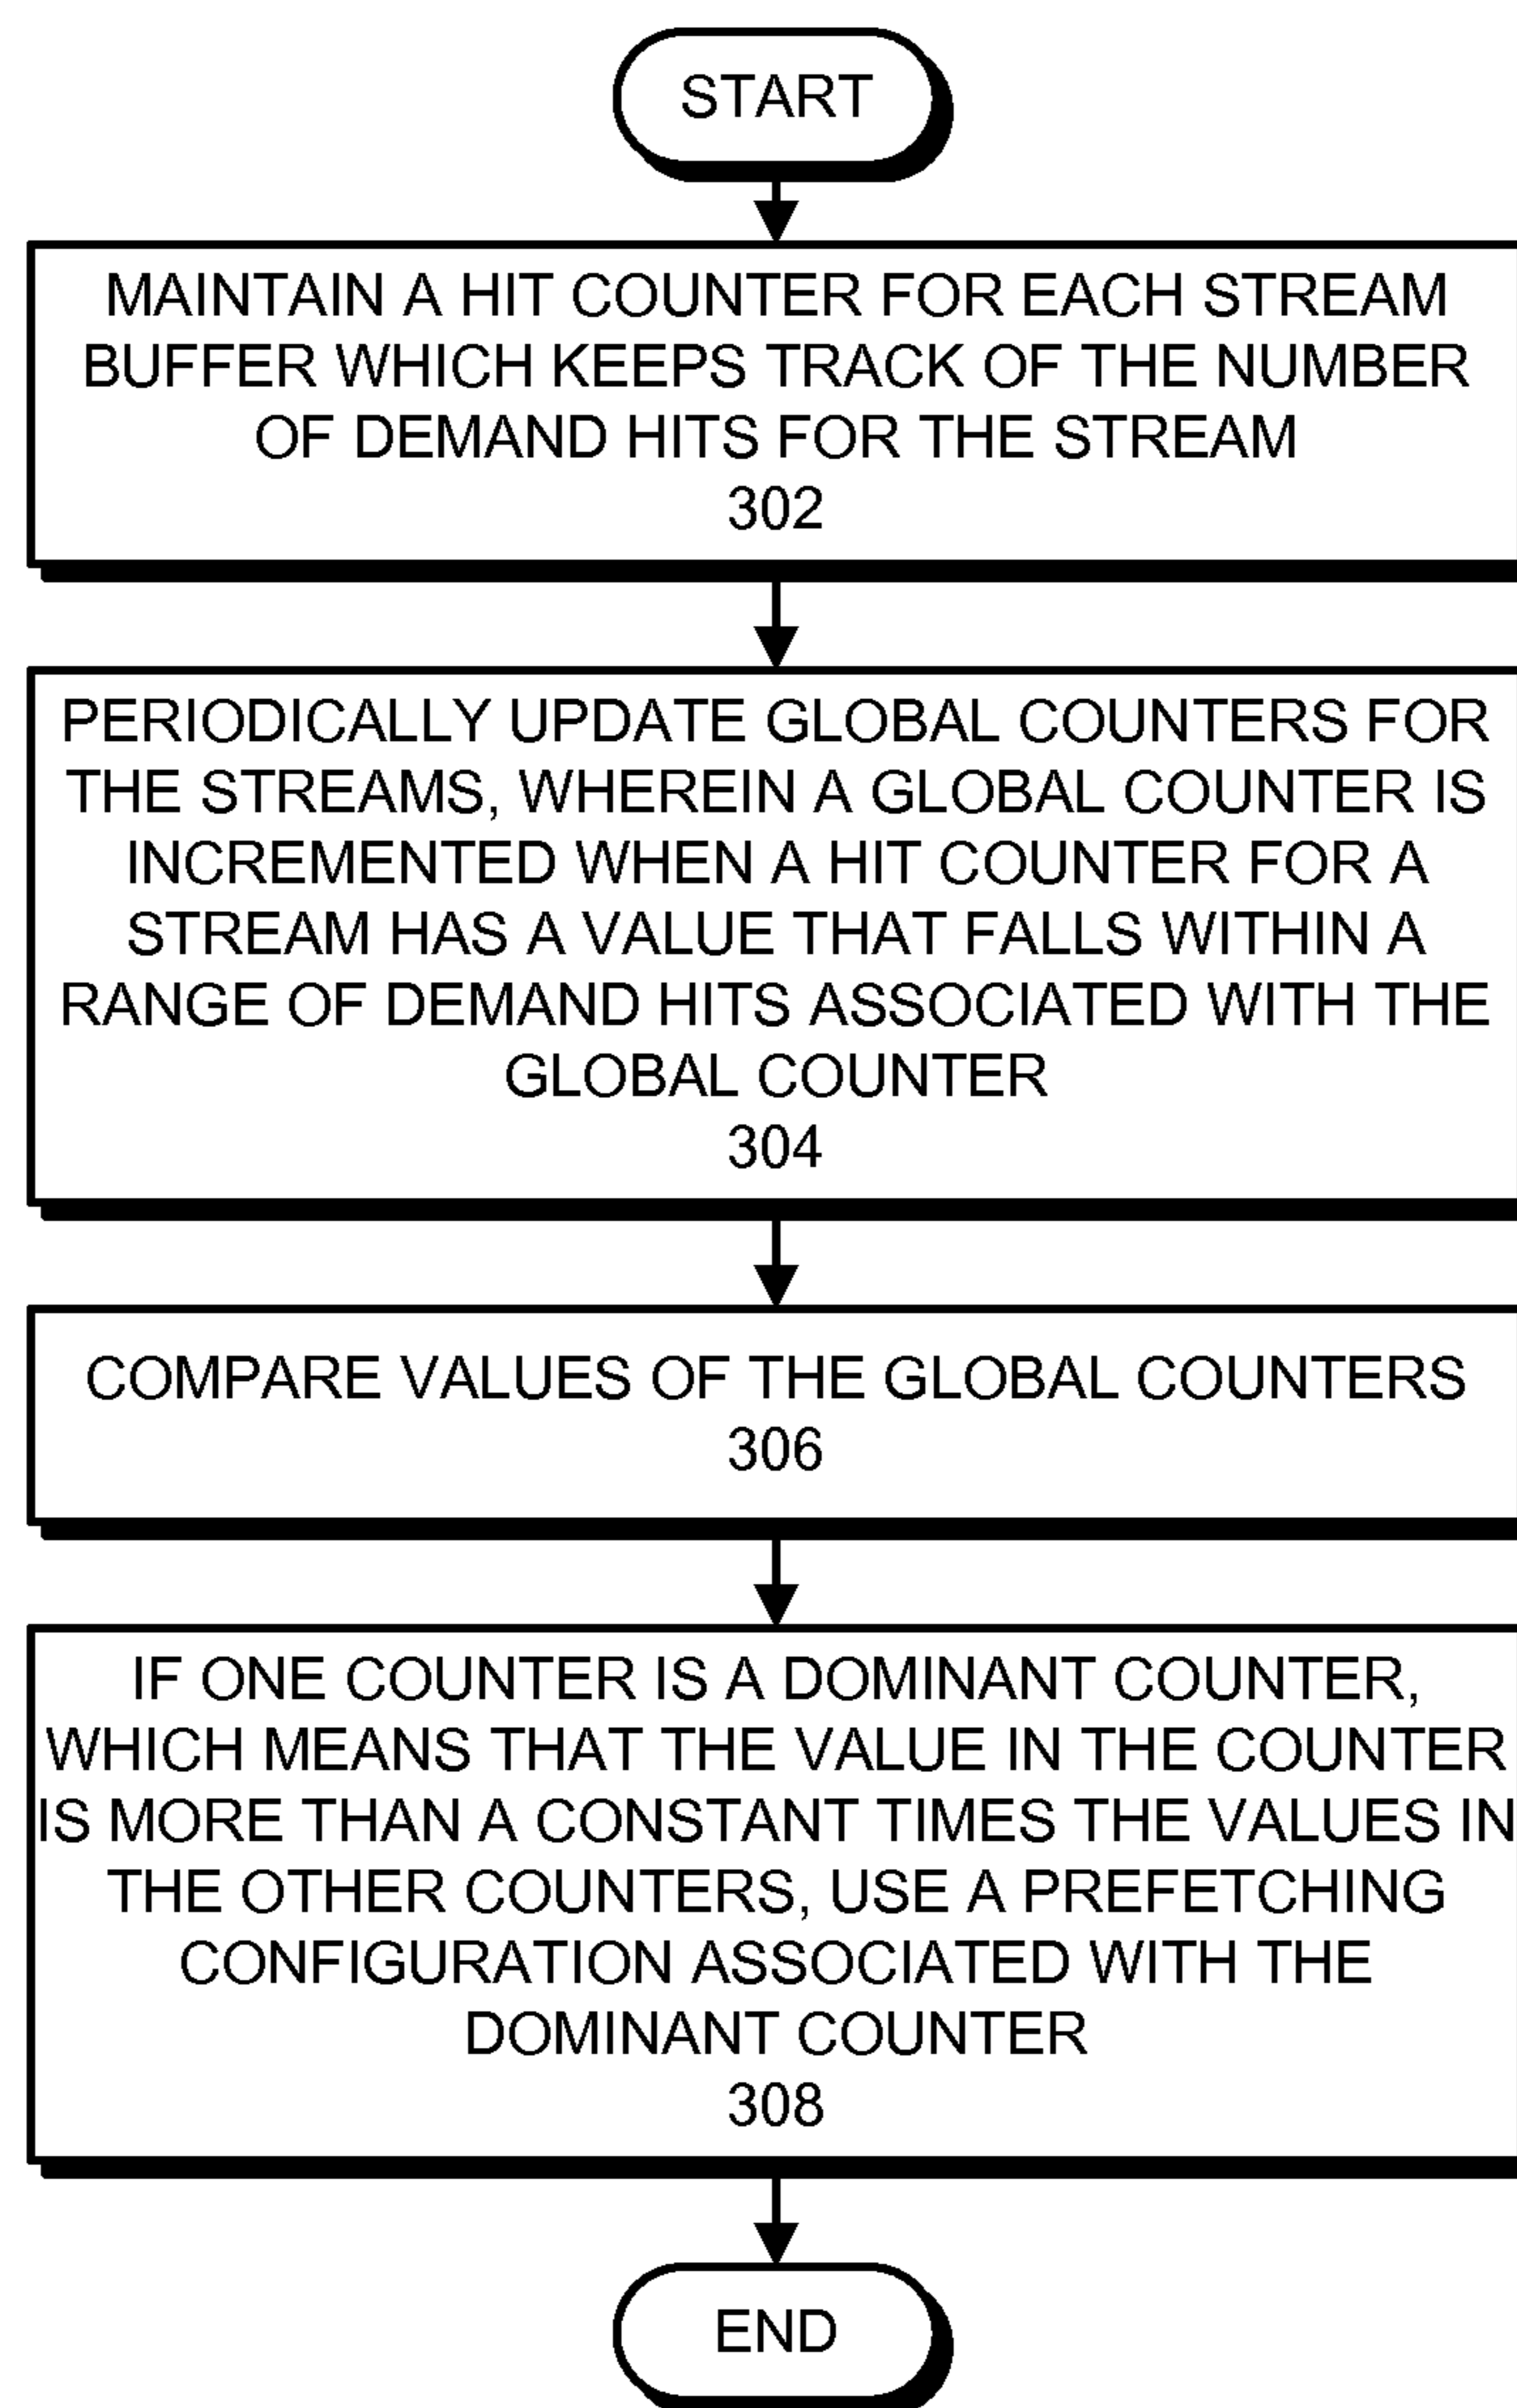 START
MAINTAIN A HIT COUNTER FOR EACH STREAM
BUFFER WHICH KEEPS TRACK OF THE NUMBER
OF DEMAND HITS FOR THE STREAM
302
PERIODICALLY UPDATE GLOBAL COUNTERS FOR
THE STREAMS, WHEREIN A GLOBAL COUNTER IS
INCREMENTED WHEN A HIT COUNTER FOR A
STREAM HAS A VALUE THAT FALLS WITHIN A
RANGE OF DEMAND HITS ASSOCIATED WITH THE
GLOBAL COUNTER
304
COMPARE VALUES OF THE GLOBAL COUNTERS
306
IF ONE COUNTER IS A DOMINANT COUNTER,
WHICH MEANS THAT THE VALUE IN THE COUNTER
IS MORE THAN A CONSTANT TIMES THE VALUES IN
THE OTHER COUNTERS, USE A PREFETCHING
CONFIGURATION ASSOCIATED WITH THE
DOMINANT COUNTER
308
END